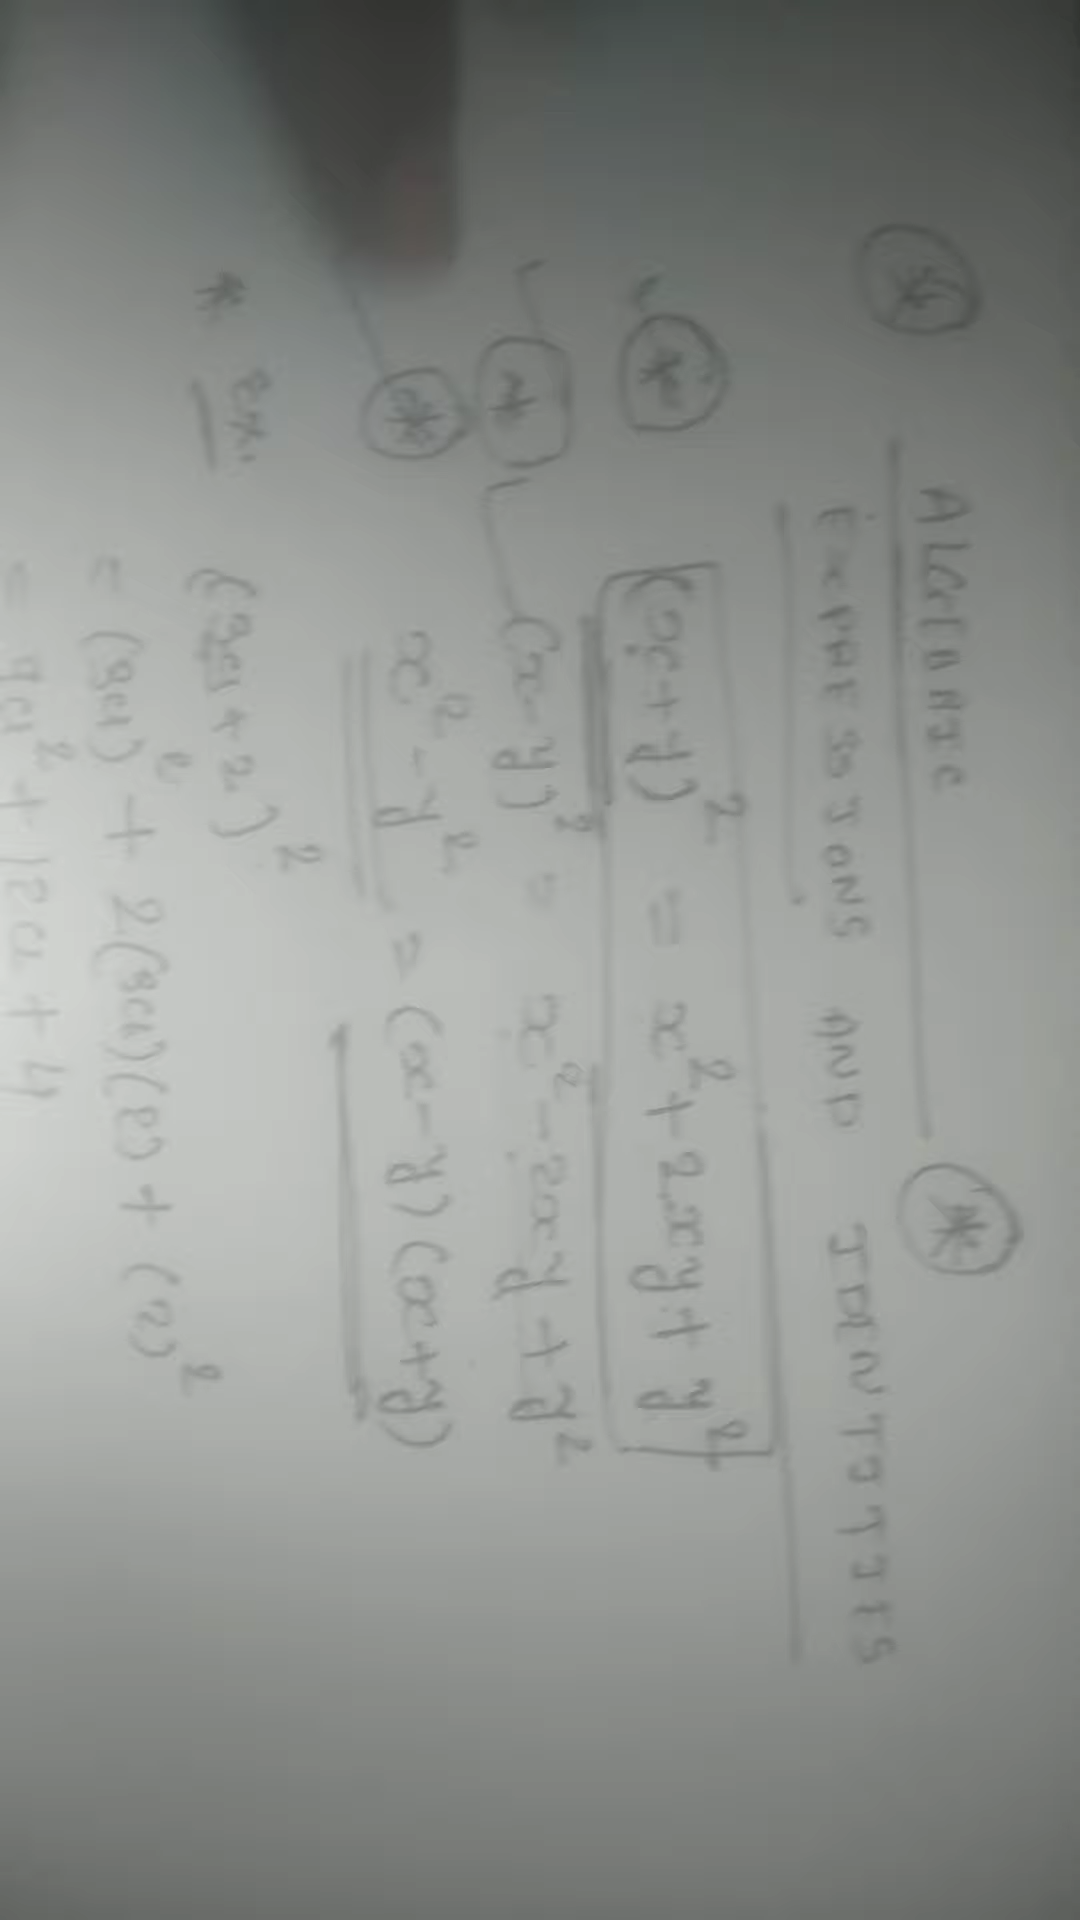 ALGEBAIC
EXPRESSIONS AND IDENTITIES
(x+y)² = x² + 2xy + y²
(x-y)² = x² - 2xy + y²
x² - y² = (x-y)(x+y)
* Ex. (3a+2)²
= (3a)² + 2(3a)(2) + (2)²
= 9a² + 12a + 4